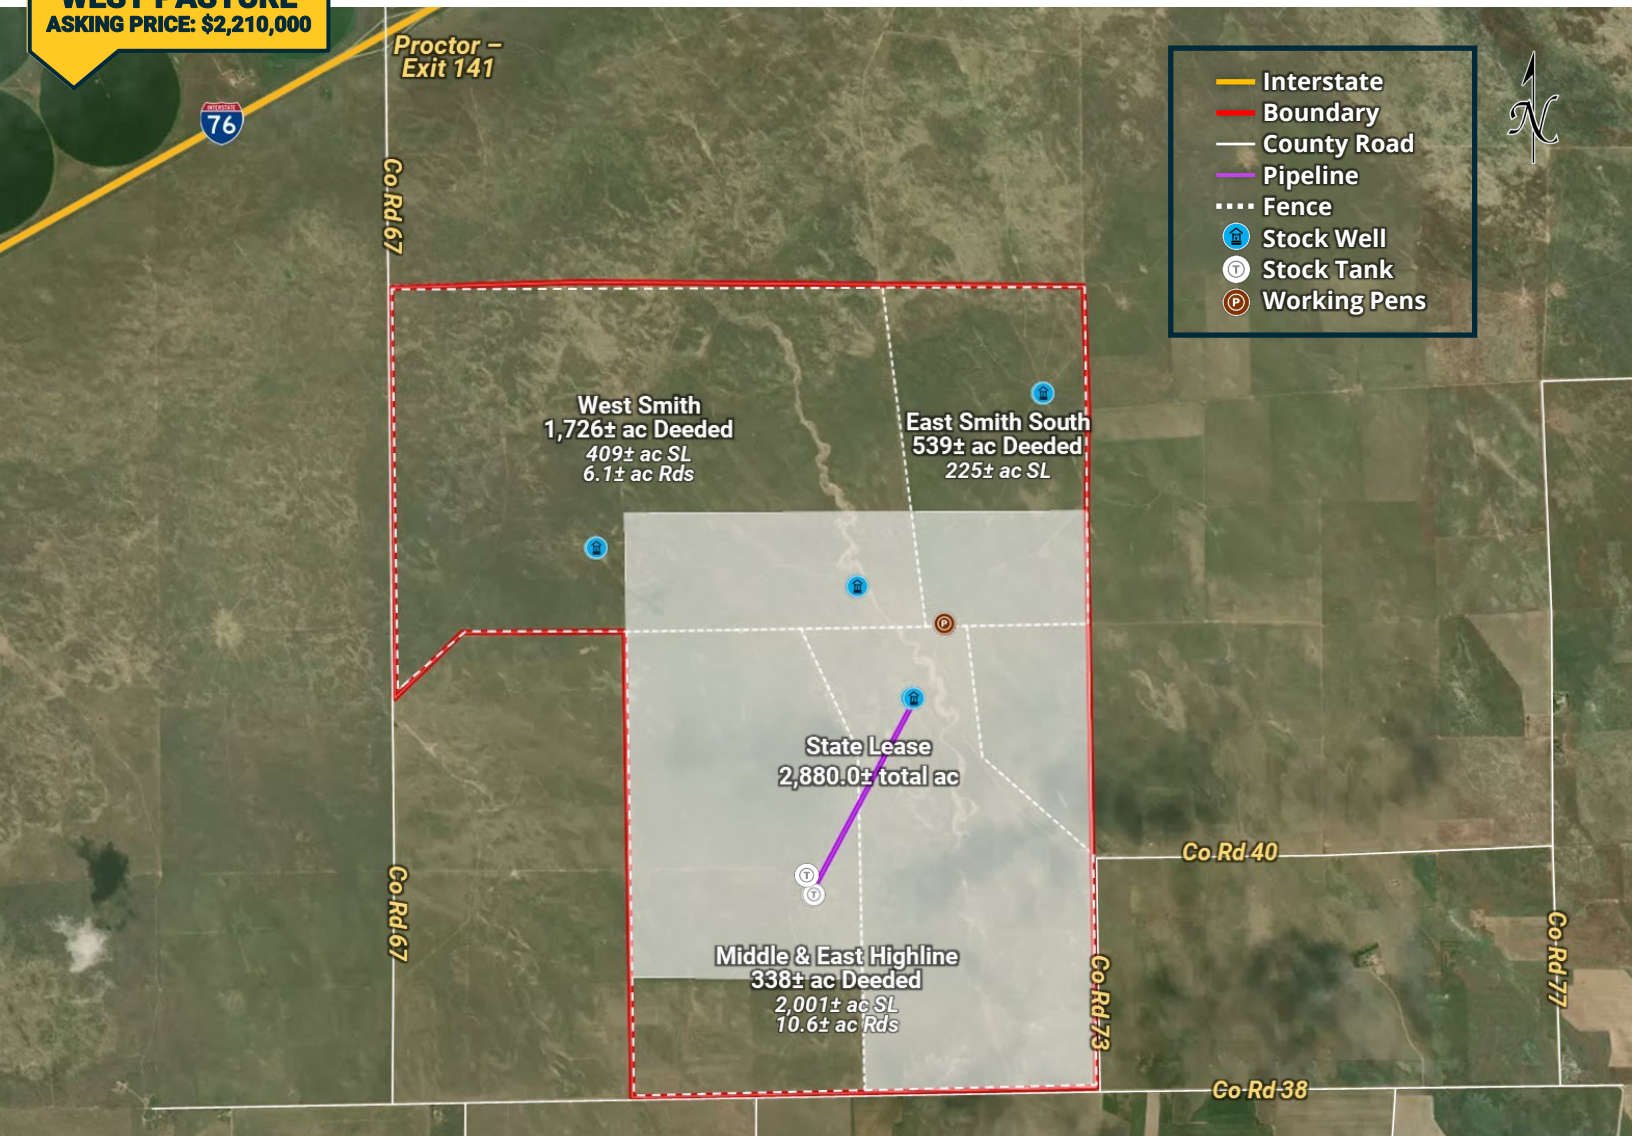 WEST PASTURE
ASKING PRICE: $2,210,000
Proctor –
Exit 141
INTERSTATE
76
Co Rd 67
Interstate
Boundary
County Road
Pipeline
Fence
Stock Well
T Stock Tank
P Working Pens
N
West Smith
1,726± ac Deeded
409± ac SL
6.1± ac Rds
East Smith South
539± ac Deeded
225± ac SL
P
State Lease
2,880.0± total ac
T
T
Middle & East Highline
338± ac Deeded
2,001± ac SL
10.6± ac Rds
Co Rd 67
Co Rd 40
Co Rd 73
Co Rd 77
Co Rd 38